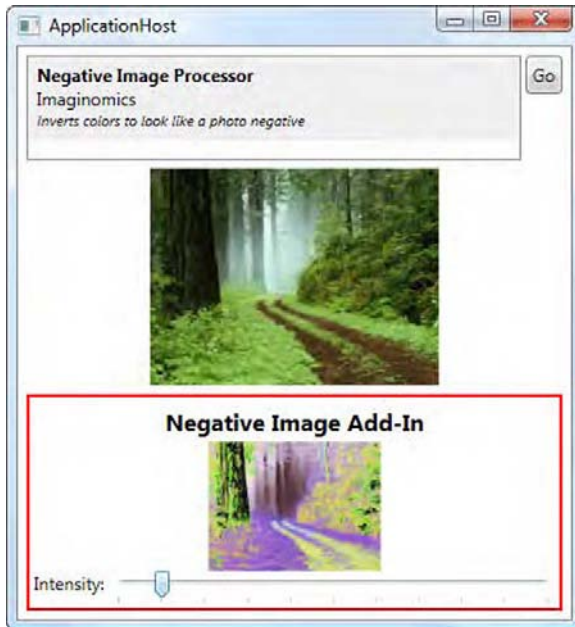 ApplicationHost
Negative Image Processor
Go
Imaginomics
Inverts colors to look like a photo negative
Negative Image Add-In
Intensity: